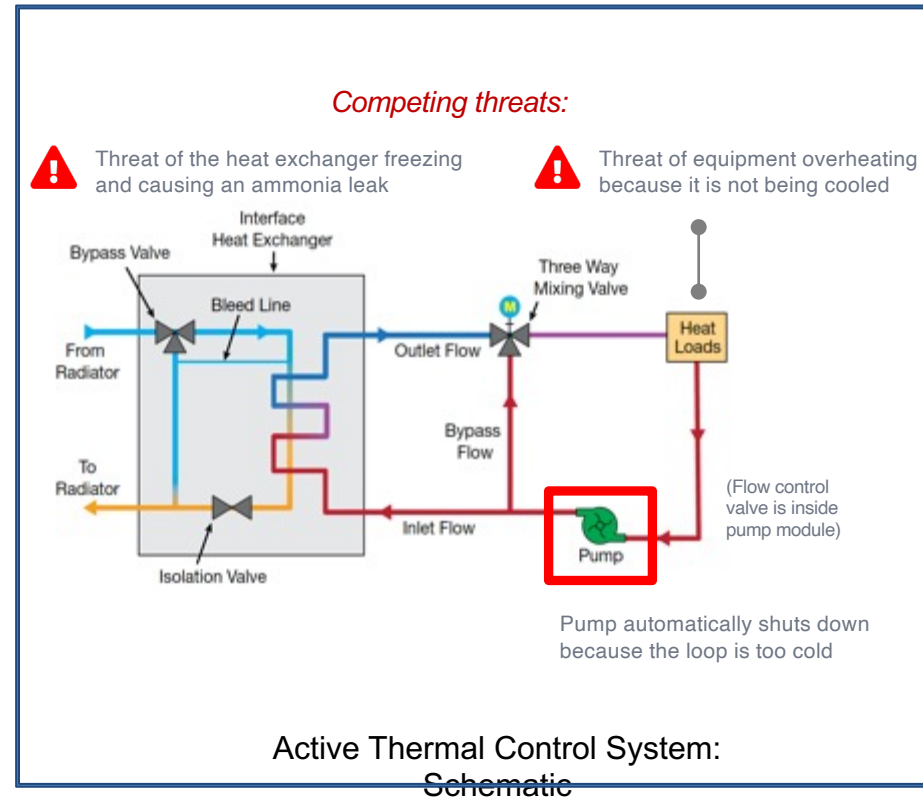 Competing threats:
Threat of the heat exchanger freezing
and causing an ammonia leak
Threat of equipment overheating
because it is not being cooled
Interface
Heat Exchanger
Bypass Valve
Bleed Line
Three Way
Mixing Valve
M
From
Radiator
Outlet Flow
Heat
Loads
Bypass
Flow
To
Radiator
(Flow control
valve is inside
pump module)
Inlet Flow
Pump
Isolation Valve
Pump automatically shuts down
because the loop is too cold
Active Thermal Control System:
Schematic